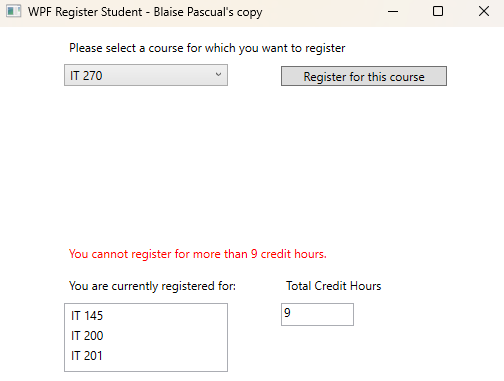 WPF Register Student - Blaise Pascual's copy
Please select a course for which you want to register
IT 270
Register for this course
You cannot register for more than 9 credit hours.
You are currently registered for:
Total Credit Hours
IT 145
9
IT 200
IT 201